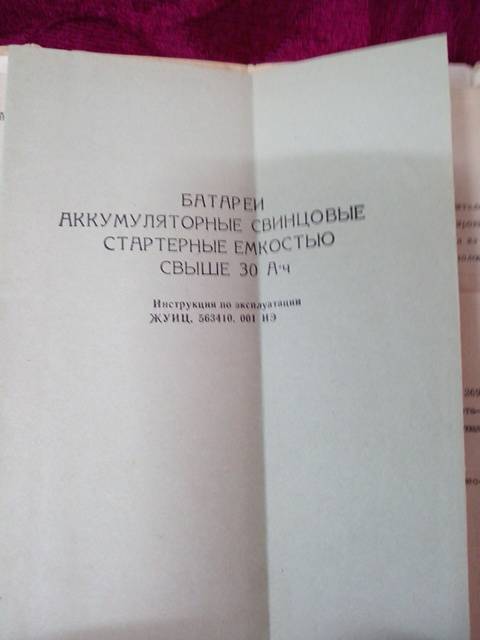 БАТАРЕИ
АККУМУЛЯТОРНЫЕ СВИНЦОВЫЕ
СТАРТЕРНЫЕ ЕМКОСТЬЮ
СВЫШЕ 30 А·Ч
Инструкция по эксплуатации
ЖУИЦ. 563410. 001 ИЭ